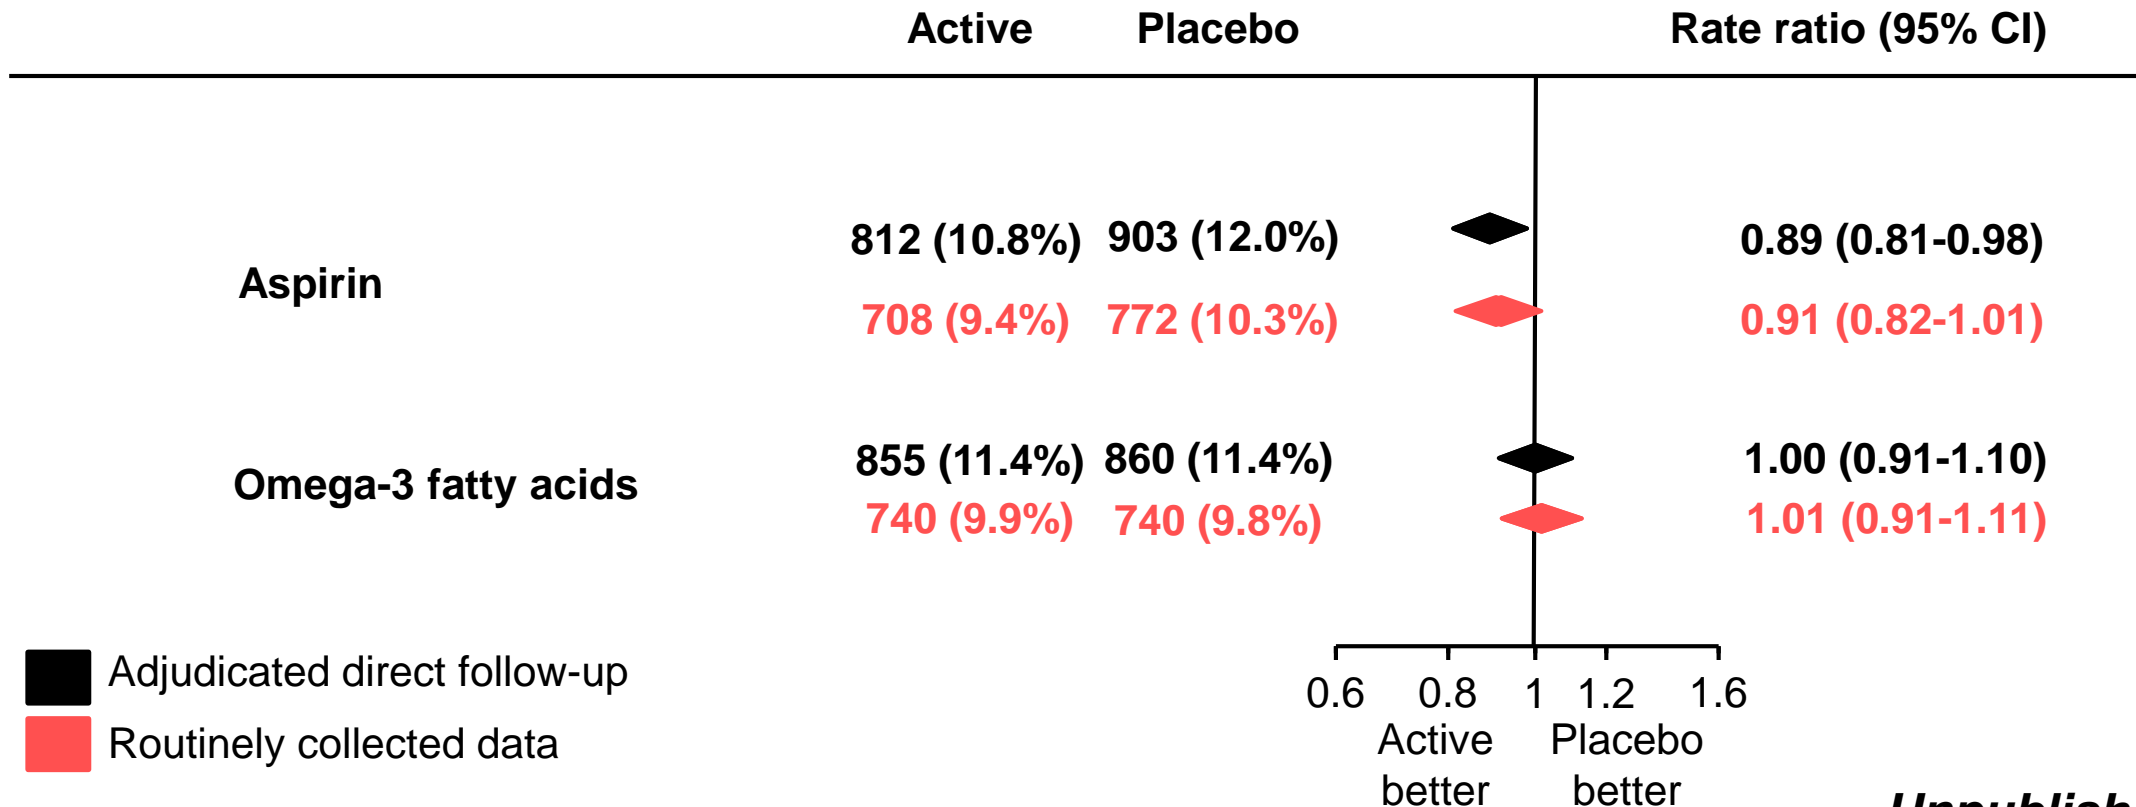 Active Placebo Rate ratio (95% CI)
812 (10.8%) 903 (12.0%) 0.89 (0.81-0.98)
Aspirin
708 (9.4%) 772 (10.3%) 0.91 (0.82-1.01)
855 (11.4%) 860 (11.4%) 1.00 (0.91-1.10)
Omega-3 fatty acids
740 (9.9%) 740 (9.8%) 1.01 (0.91-1.11)
Adjudicated direct follow-up
Routinely collected data
0.6 0.8 1 1.2 1.6
Active Placebo
better better